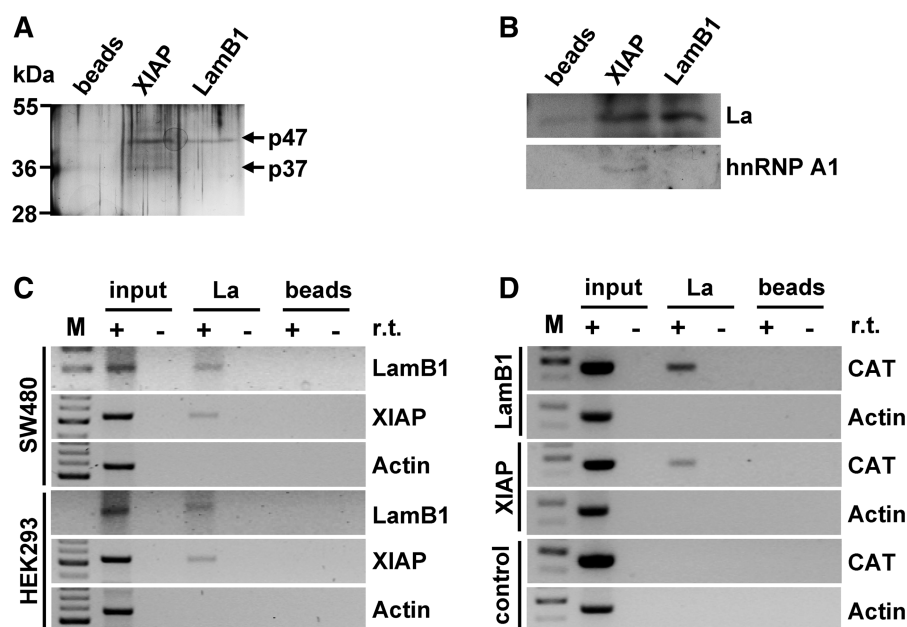 A
kDa
beads
XIAP
LamB1
55
36
28
p47
p37
B
beads
XIAP
LamB1
La
hnRNP A1
C
input La beads
M + - + - + - r.t.
SW480
LamB1
XIAP
Actin
HEK293
LamB1
XIAP
Actin
D
input La beads
M + - + - + - r.t.
LamB1
CAT
Actin
XIAP
CAT
Actin
control
CAT
Actin